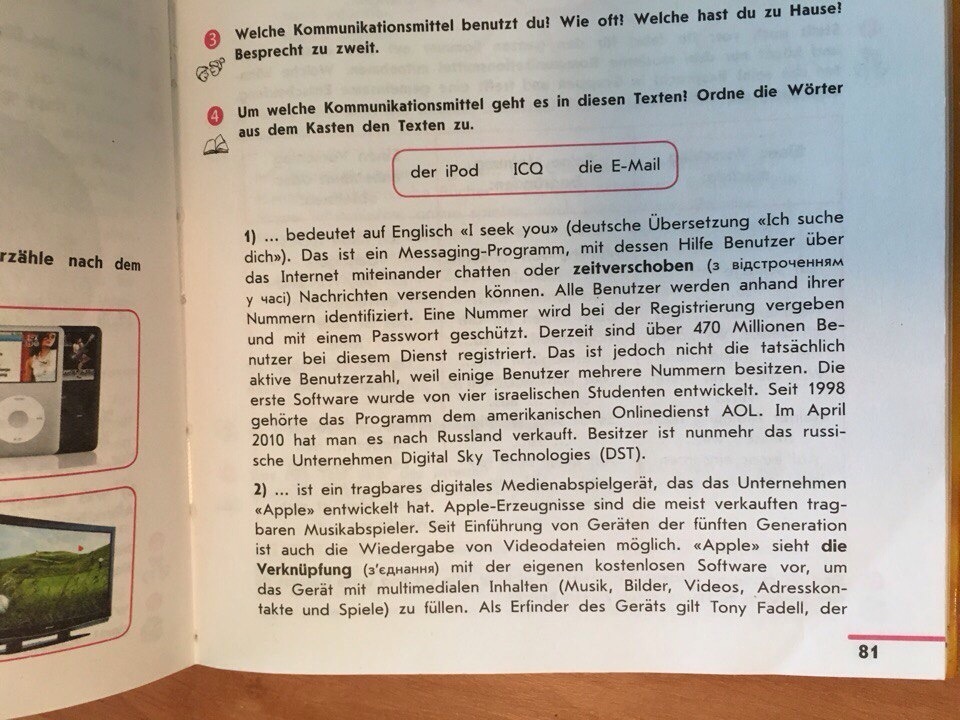 rzähle nach dem
3 Welche Kommunikationsmittel benutzt du? Wie oft? Welche hast du zu Hause?
Besprecht zu zweit.
4 Um welche Kommunikationsmittel geht es in diesen Texten? Ordne die Wörter
aus dem Kasten den Texten zu.
der iPod ICQ die E-Mail
1) ... bedeutet auf Englisch «I seek you» (deutsche Übersetzung «Ich suche
dich»). Das ist ein Messaging-Programm, mit dessen Hilfe Benutzer über
das Internet miteinander chatten oder zeitverschoben (з відстроченням
у часі) Nachrichten versenden können. Alle Benutzer werden anhand ihrer
Nummern identifiziert. Eine Nummer wird bei der Registrierung vergeben
und mit einem Passwort geschützt. Derzeit sind über 470 Millionen Be-
nutzer bei diesem Dienst registriert. Das ist jedoch nicht die tatsächlich
aktive Benutzerzahl, weil einige Benutzer mehrere Nummern besitzen. Die
erste Software wurde von vier israelischen Studenten entwickelt. Seit 1998
gehörte das Programm dem amerikanischen Onlinedienst AOL. Im April
2010 hat man es nach Russland verkauft. Besitzer ist nunmehr das russi-
sche Unternehmen Digital Sky Technologies (DST).
2) ... ist ein tragbares digitales Medienabspielgerät, das das Unternehmen
«Apple» entwickelt hat. Apple-Erzeugnisse sind die meist verkauften trag-
baren Musikabspieler. Seit Einführung von Geräten der fünften Generation
ist auch die Wiedergabe von Videodateien möglich. «Apple» sieht die
Verknüpfung (з'єднання) mit der eigenen kostenlosen Software vor, um
das Gerät mit multimedialen Inhalten (Musik, Bilder, Videos, Adresskon-
takte und Spiele) zu füllen. Als Erfinder des Geräts gilt Tony Fadell, der
81